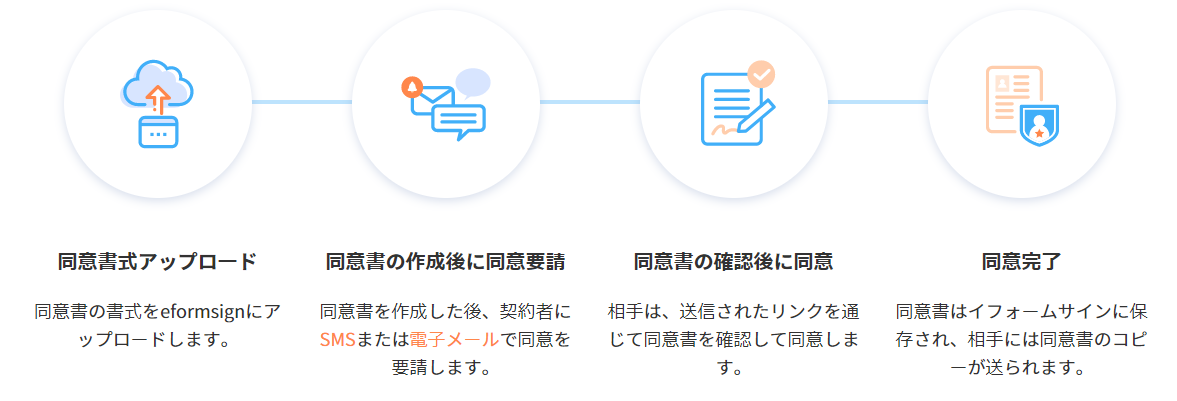 同意書式アップロード
同意書の書式をeformsignにア
ップロードします。
同意書の作成後に同意要請
同意書を作成した後、契約者に
SMSまたは電子メールで同意を
要請します。
同意書の確認後に同意
相手は、送信されたリンクを通
じて同意書を確認して同意しま
す。
同意完了
同意書はイフォームサインに保
存され、相手には同意書のコピ
ーが送られます。